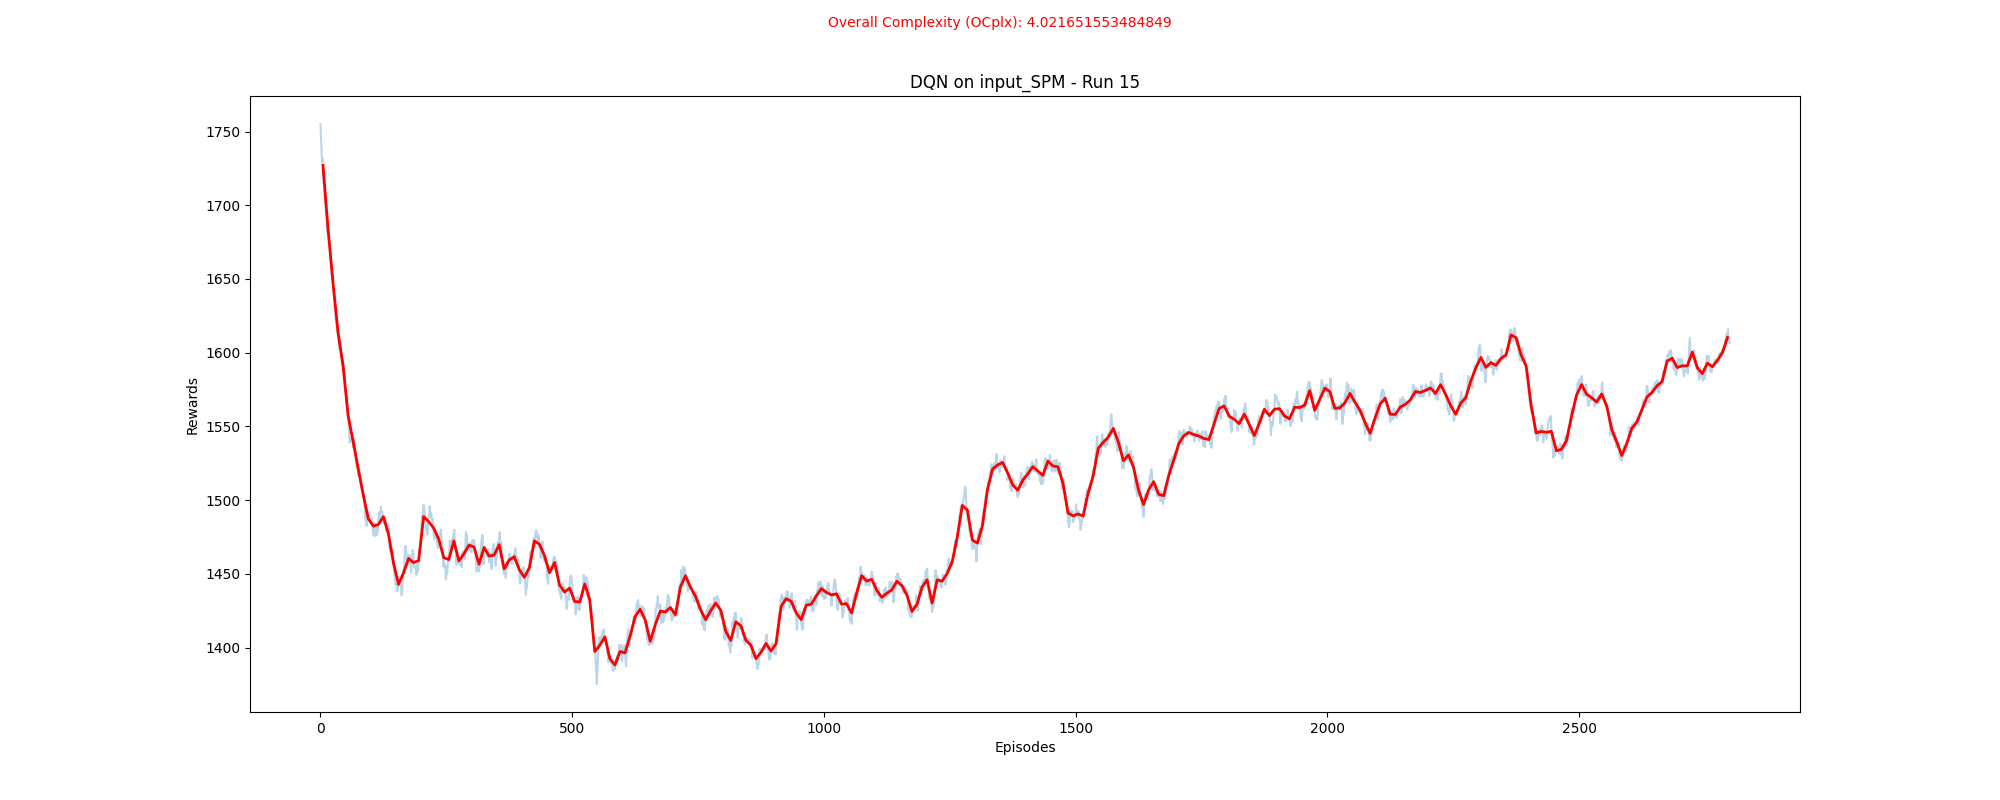 Overall Complexity (OCplx): 4.021651553484849
DQN on input_SPM - Run 15
1750
1700
1650
1600
1550
1500
1450
1400
Rewards
0 500 1000 1500 2000 2500
Episodes